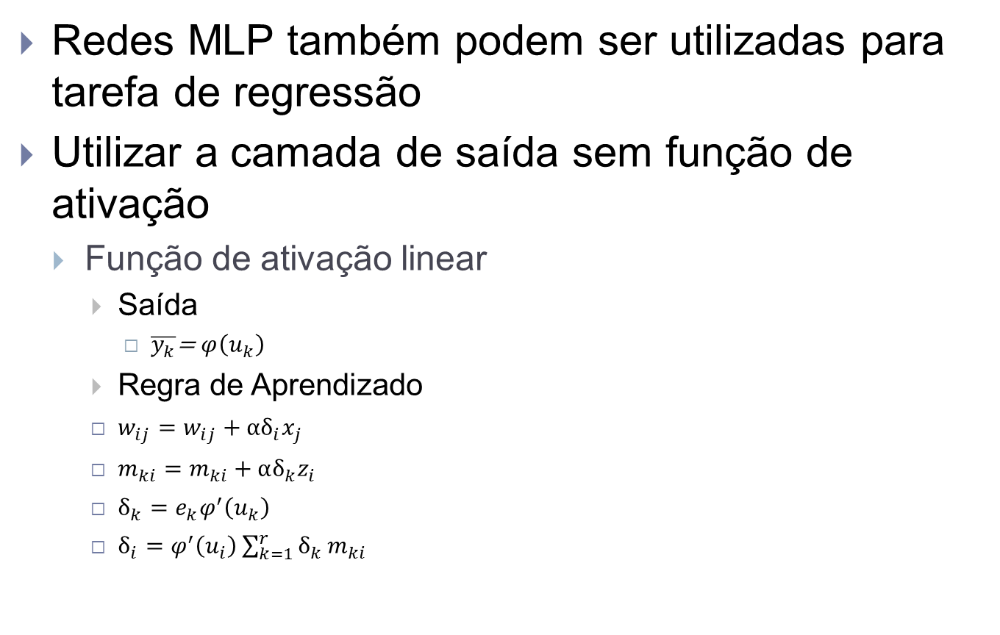 Redes MLP também podem ser utilizadas para
tarefa de regressão
Utilizar a camada de saída sem função de
ativação
Função de ativação linear
Saída
$\overline{y_k} = \varphi(u_k)$
Regra de Aprendizado
$w_{ij} = w_{ij} + \alpha\delta_i x_j$
$m_{ki} = m_{ki} + \alpha\delta_k z_i$
$\delta_k = e_k \varphi'(u_k)$
$\delta_i = \varphi'(u_i) \sum_{k=1}^{r} \delta_k \, m_{ki}$